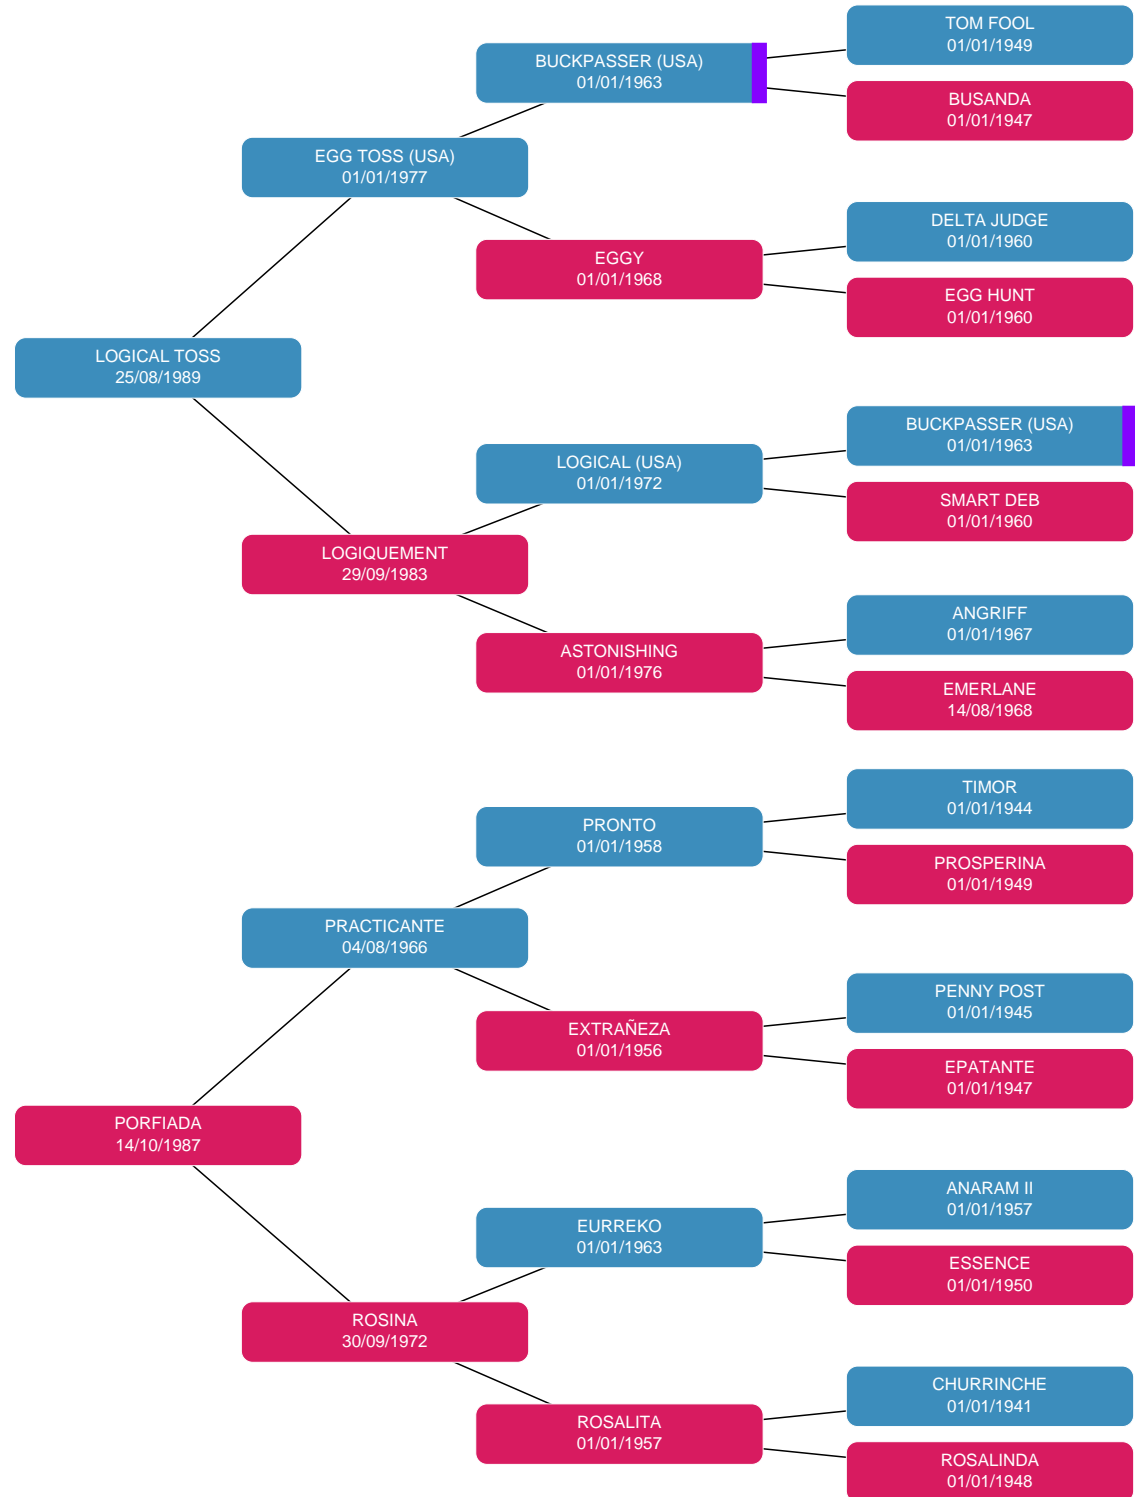 TOM FOOL
01/01/1949
BUCKPASSER (USA)
01/01/1963
BUSANDA
01/01/1947
EGG TOSS (USA)
01/01/1977
DELTA JUDGE
01/01/1960
EGGY
01/01/1968
EGG HUNT
01/01/1960
LOGICAL TOSS
25/08/1989
BUCKPASSER (USA)
01/01/1963
LOGICAL (USA)
01/01/1972
SMART DEB
01/01/1960
LOGIQUEMENT
29/09/1983
ANGRIFF
01/01/1967
ASTONISHING
01/01/1976
EMERLANE
14/08/1968
TIMOR
01/01/1944
PRONTO
01/01/1958
PROSPERINA
01/01/1949
PRACTICANTE
04/08/1966
PENNY POST
01/01/1945
EXTRAÑEZA
01/01/1956
EPATANTE
01/01/1947
PORFIADA
14/10/1987
ANARAM II
01/01/1957
EURREKO
01/01/1963
ESSENCE
01/01/1950
ROSINA
30/09/1972
CHURRINCHE
01/01/1941
ROSALITA
01/01/1957
ROSALINDA
01/01/1948